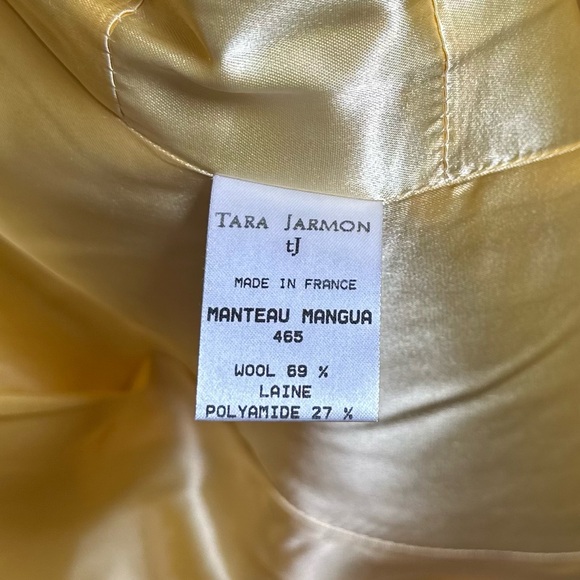 TARA JARMON
tJ
MADE IN FRANCE
MANTEAU MANGUA
465
WOOL 69 %
LAINE
POLYAMIDE 27 %